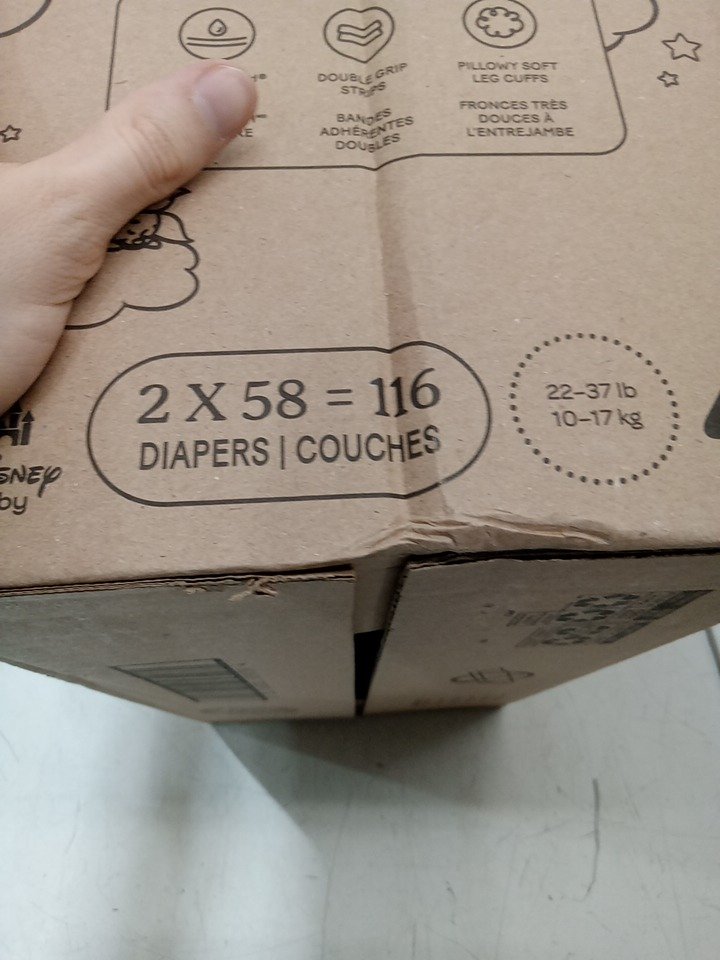 DOUBLE GRIP
STRIPS
BANDES
ADHÉRENTES
DOUBLES
PILLOWY SOFT
LEG CUFFS
FRONCES TRÈS
DOUCES À
L'ENTREJAMBE
2 X 58 = 116
DIAPERS | COUCHES
22–37 lb
10–17 kg